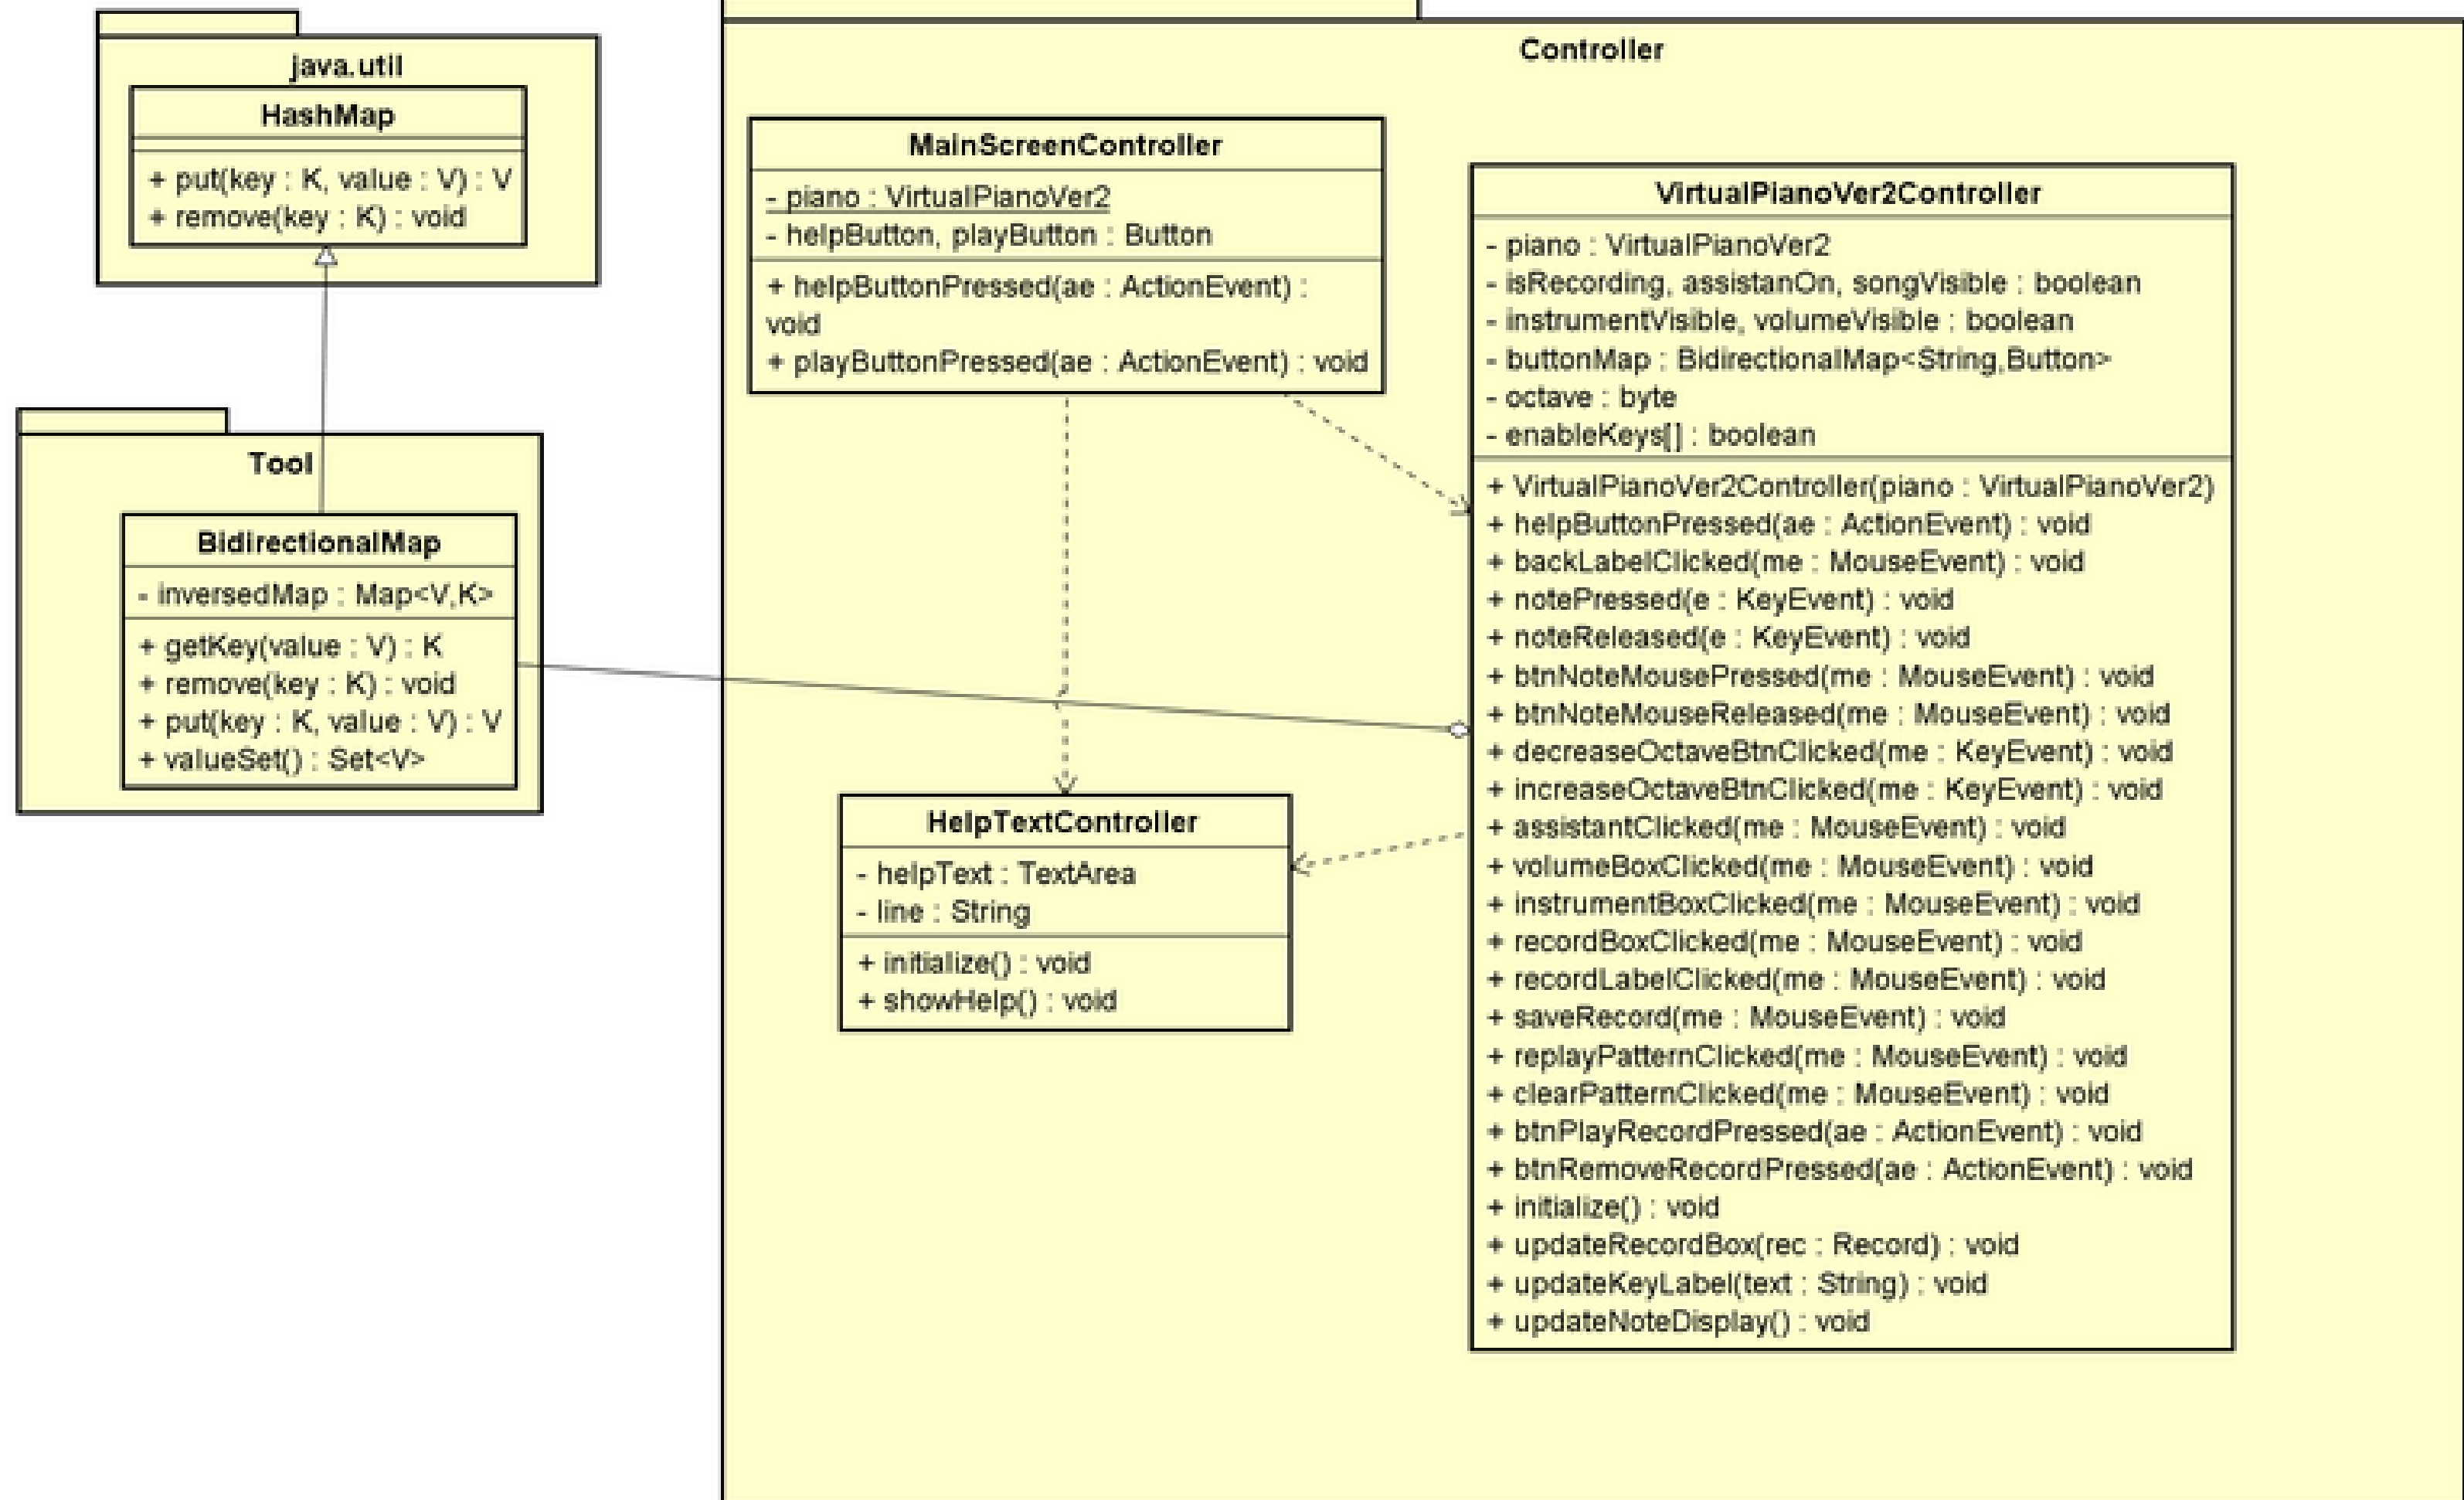 java.util
HashMap
+ put(key : K, value : V) : V
+ remove(key : K) : void
Tool
BidirectionalMap
- inversedMap : Map<V,K>
+ getKey(value : V) : K
+ remove(key : K) : void
+ put(key : K, value : V) : V
+ valueSet() : Set<V>
Controller
MainScreenController
- piano : VirtualPianoVer2
- helpButton, playButton : Button
+ helpButtonPressed(ae : ActionEvent) :
void
+ playButtonPressed(ae : ActionEvent) : void
HelpTextController
- helpText : TextArea
- line : String
+ initialize() : void
+ showHelp() : void
VirtualPianoVer2Controller
- piano : VirtualPianoVer2
- isRecording, assistanOn, songVisible : boolean
- instrumentVisible, volumeVisible : boolean
- buttonMap : BidirectionalMap<String,Button>
- octave : byte
- enableKeys[] : boolean
+ VirtualPianoVer2Controller(piano : VirtualPianoVer2)
+ helpButtonPressed(ae : ActionEvent) : void
+ backLabelClicked(me : MouseEvent) : void
+ notePressed(e : KeyEvent) : void
+ noteReleased(e : KeyEvent) : void
+ btnNoteMousePressed(me : MouseEvent) : void
+ btnNoteMouseReleased(me : MouseEvent) : void
+ decreaseOctaveBtnClicked(me : KeyEvent) : void
+ increaseOctaveBtnClicked(me : KeyEvent) : void
+ assistantClicked(me : MouseEvent) : void
+ volumeBoxClicked(me : MouseEvent) : void
+ instrumentBoxClicked(me : MouseEvent) : void
+ recordBoxClicked(me : MouseEvent) : void
+ recordLabelClicked(me : MouseEvent) : void
+ saveRecord(me : MouseEvent) : void
+ replayPatternClicked(me : MouseEvent) : void
+ clearPatternClicked(me : MouseEvent) : void
+ btnPlayRecordPressed(ae : ActionEvent) : void
+ btnRemoveRecordPressed(ae : ActionEvent) : void
+ initialize() : void
+ updateRecordBox(rec : Record) : void
+ updateKeyLabel(text : String) : void
+ updateNoteDisplay() : void